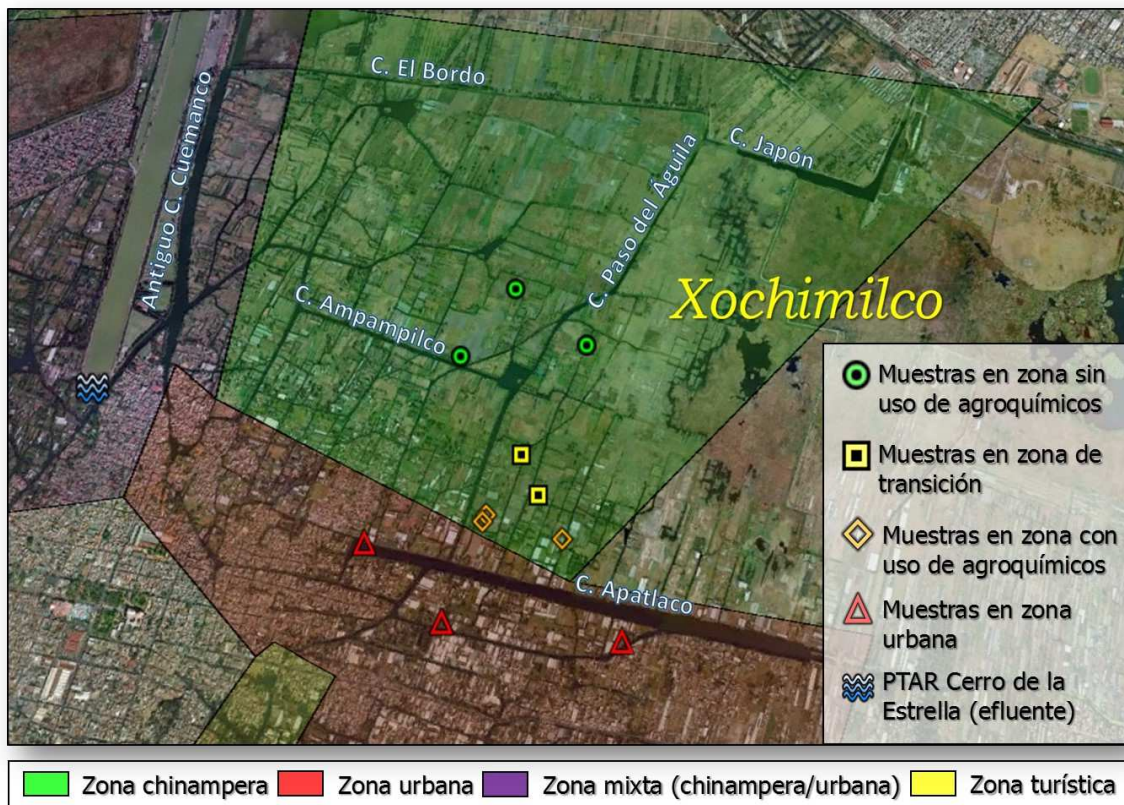 C. El Bordo
C. Japón
Antiguo C. Cuemanco
C. Paso del Águila
C. Ampampilco
Xochimilco
C. Apatlaco
Muestras en zona sin
uso de agroquímicos
Muestras en zona de
transición
Muestras en zona con
uso de agroquímicos
Muestras en zona
urbana
PTAR Cerro de la
Estrella (efluente)
Zona chinampera
Zona urbana
Zona mixta (chinampera/urbana)
Zona turística